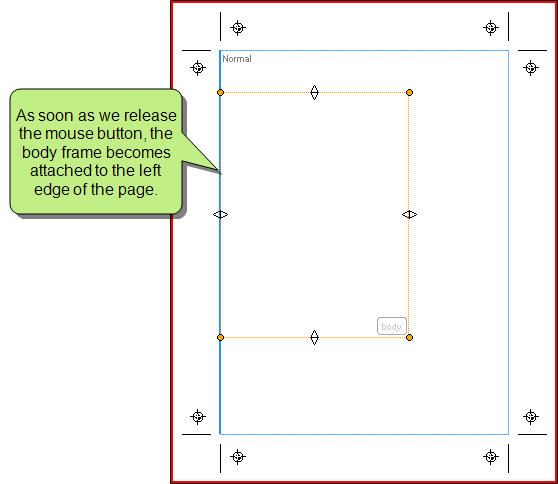 Normal
As soon as we release
the mouse button, the
body frame becomes
attached to the left
edge of the page.
body